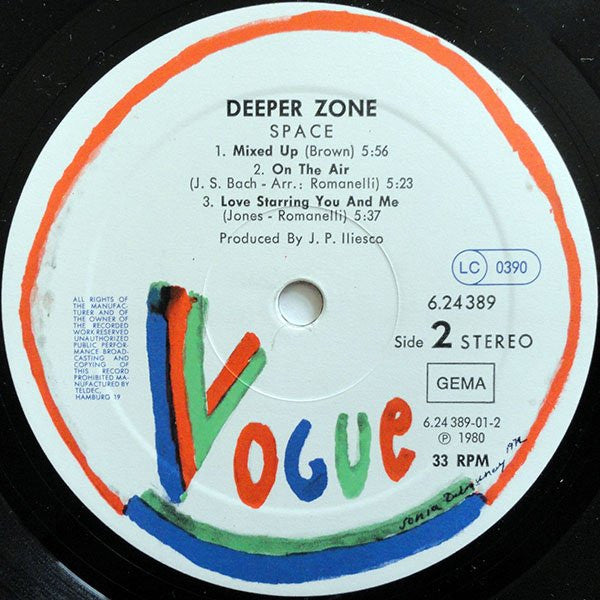 DEEPER ZONE
SPACE
1. Mixed Up (Brown) 5:56
2. On The Air
(J. S. Bach - Arr.: Romanelli) 5:23
3. Love Starring You And Me
(Jones - Romanelli) 5:37
Produced By J. P. Iliesco
LC 0390
6.24389
Side 2 STEREO
GEMA
6.24 389-01-2
℗ 1980
33 RPM
ALL RIGHTS OF
THE MANUFAC-
TURER AND OF
THE OWNER OF
THE RECORDED
WORK RESERVED
UNAUTHORIZED
PUBLIC PERFOR-
MANCE BROAD-
CASTING AND
COPYING OF
THIS RECORD
PROHIBITED MA-
NUFACTURED BY
TELDEC,
HAMBURG 19
VOGUE
Sonia Delaunay